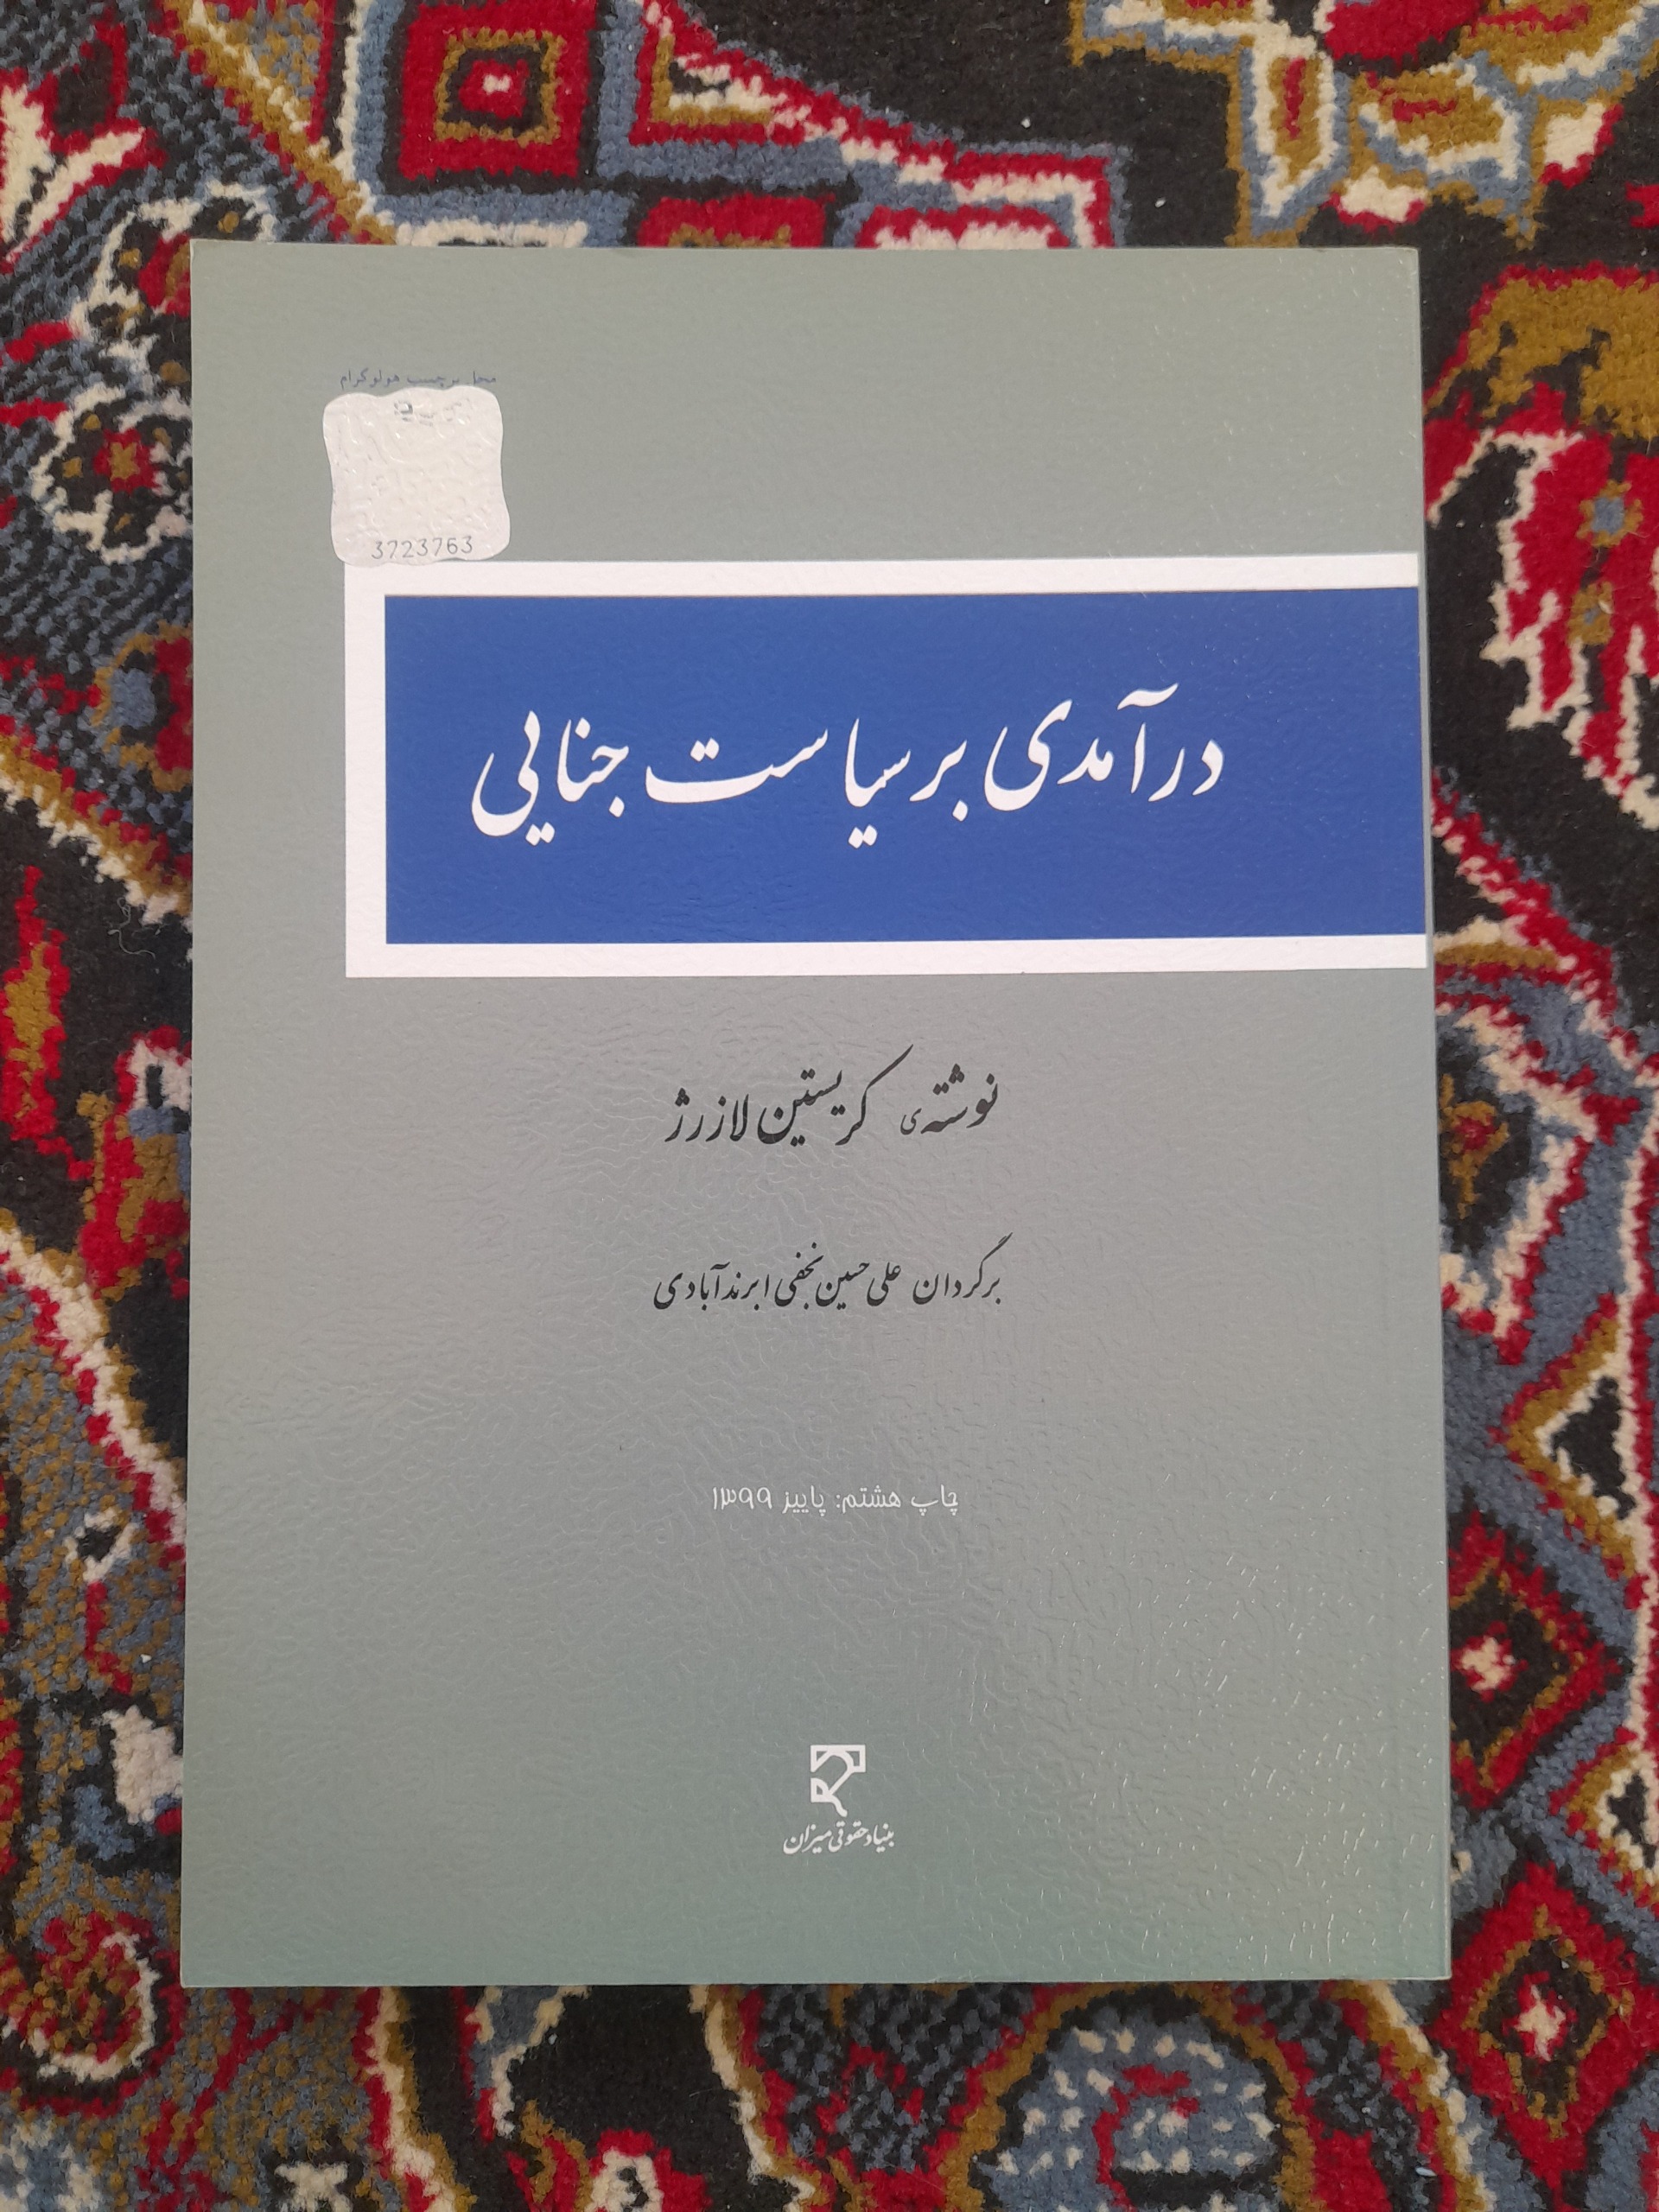 محل برچسب هولوگرام
3723763
درآمدی بر سیاست جنایی
نوشته‌ی کریستین لازرژ
برگردان علی حسین نجفی ابرندآبادی
چاپ هشتم: پاییز ۱۳۹۹
بنیاد حقوقی میزان